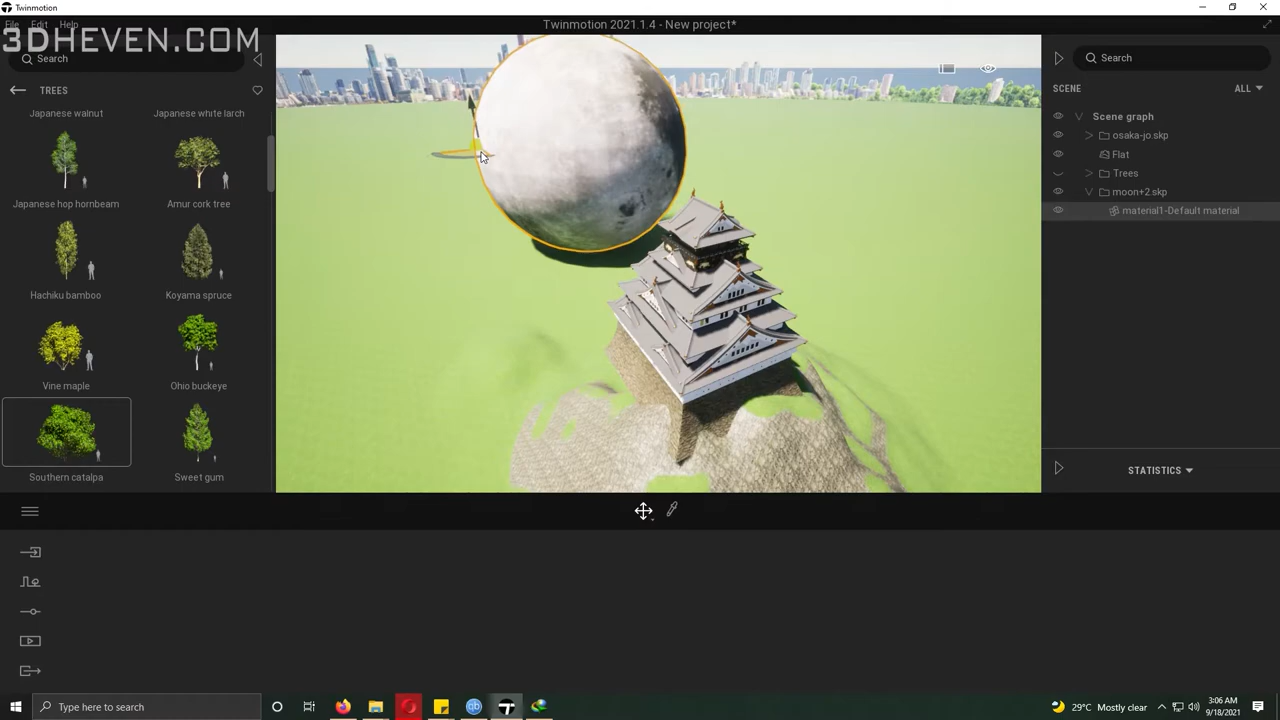 Twinmotion
File Edit Help
Twinmotion 2021.1.4 - New project*
3DHEVEN.COM
Search
Search
TREES
SCENE
ALL
Japanese walnut
Japanese white larch
Scene graph
osaka-jo.skp
Flat
Trees
moon+2.skp
material1-Default material
Japanese hop hornbeam
Amur cork tree
Hachiku bamboo
Koyama spruce
Vine maple
Ohio buckeye
Southern catalpa
Sweet gum
STATISTICS
Type here to search
29°C Mostly clear
3:06 AM
9/18/2021